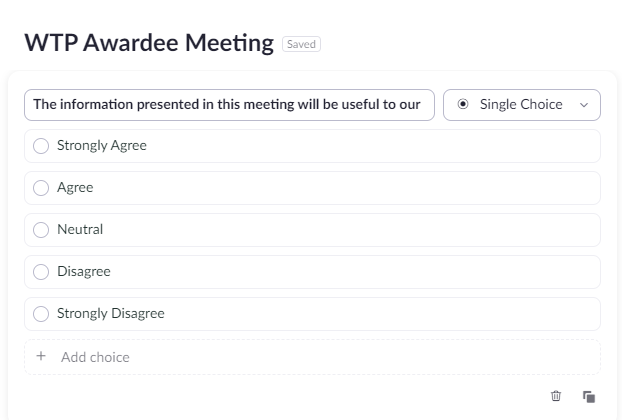 WTP Awardee Meeting Saved
The information presented in this meeting will be useful to our Single Choice
Strongly Agree
Agree
Neutral
Disagree
Strongly Disagree
+ Add choice